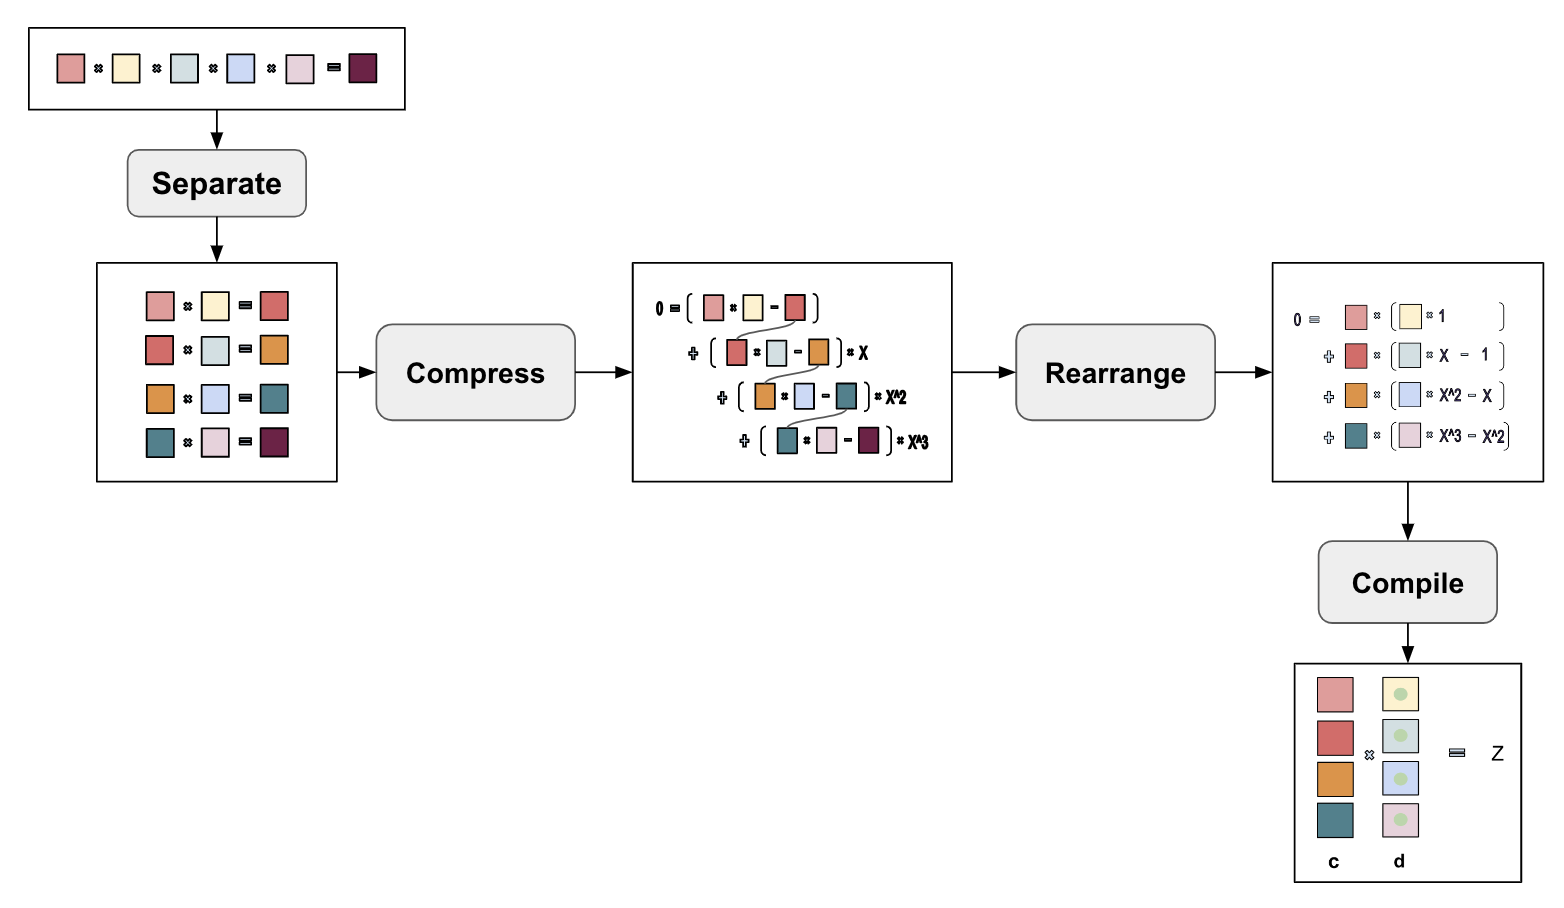 * * * * =
Separate
* =
* =
* =
* =
Compress
0 = ( * - )
+ ( * - ) * X
+ ( * - ) * X^2
+ ( * - ) * X^3
Rearrange
0 = * ( * 1 )
+ * ( * X - 1
+ * ( * X^2 - X )
+ * ( * X^3 - X^2 )
Compile
* = Z
c d